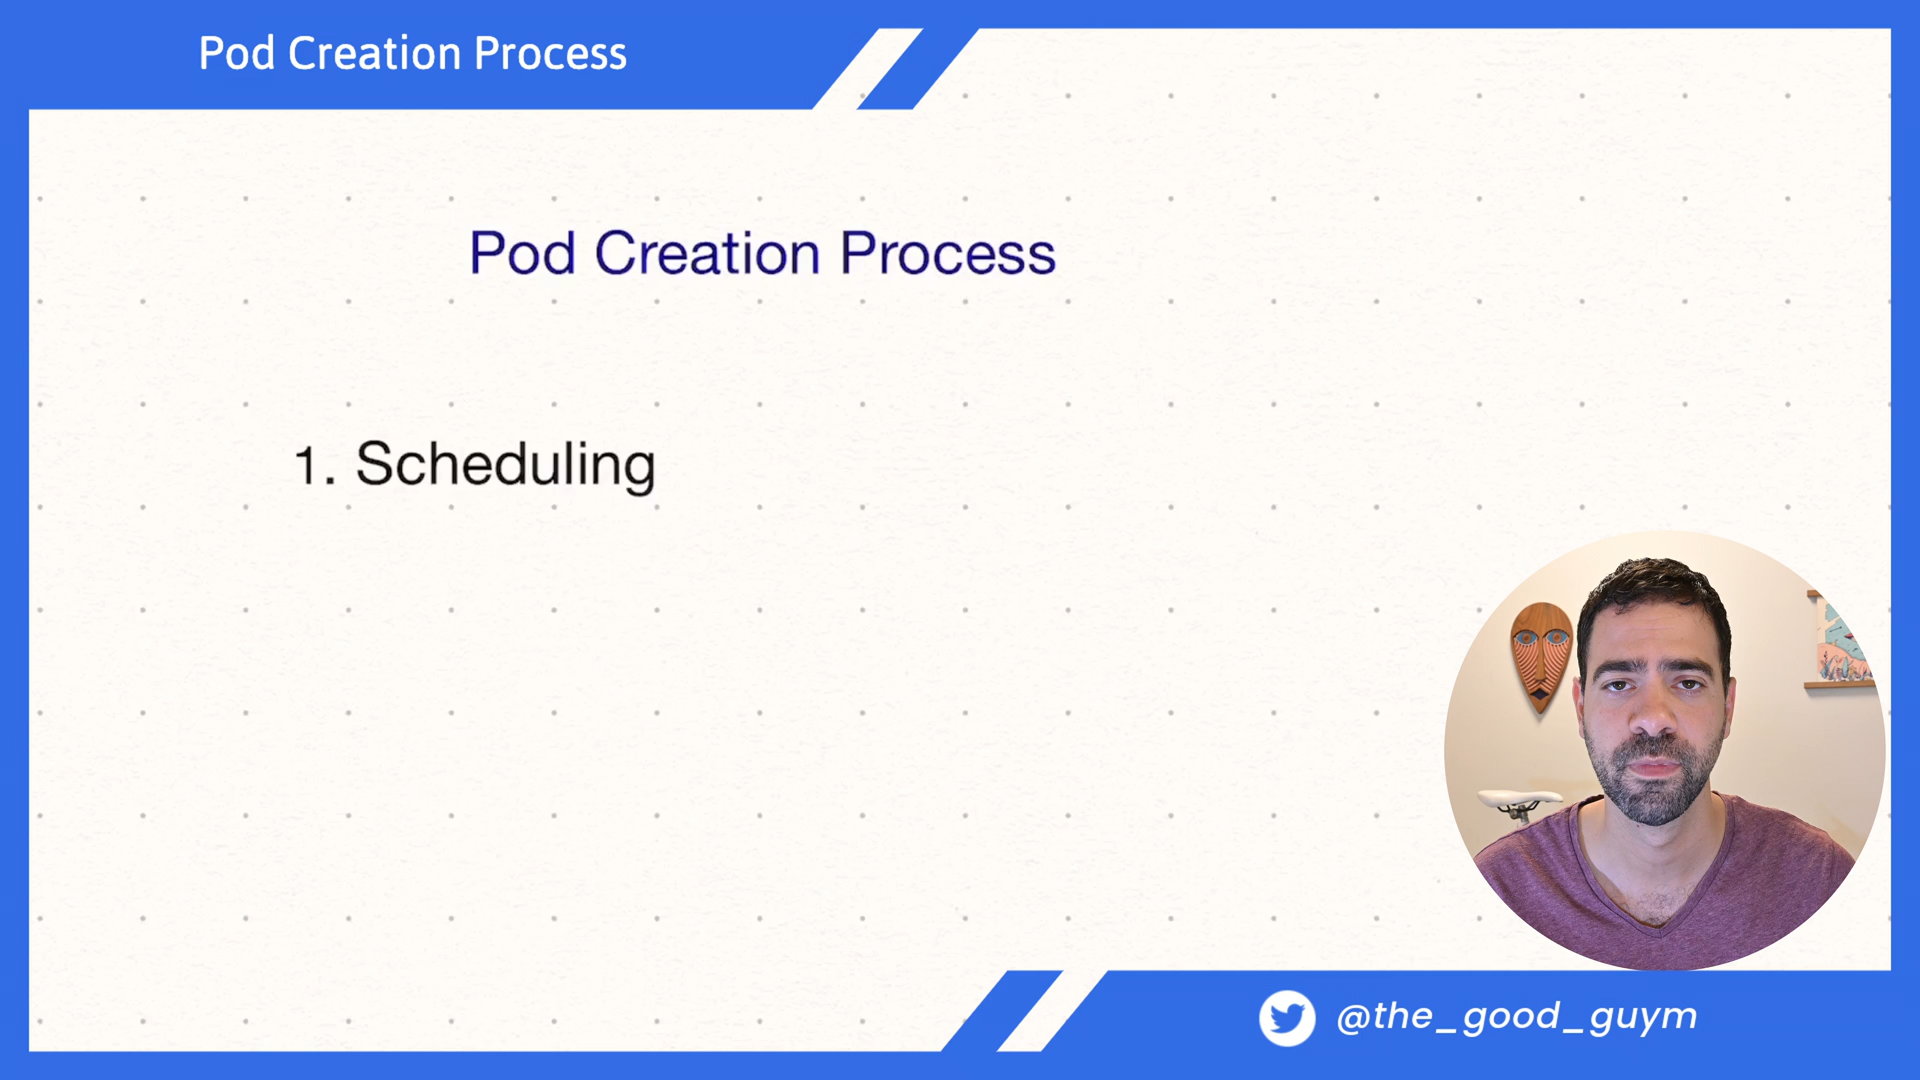 Pod Creation Process
Pod Creation Process
1. Scheduling
@the_good_guym